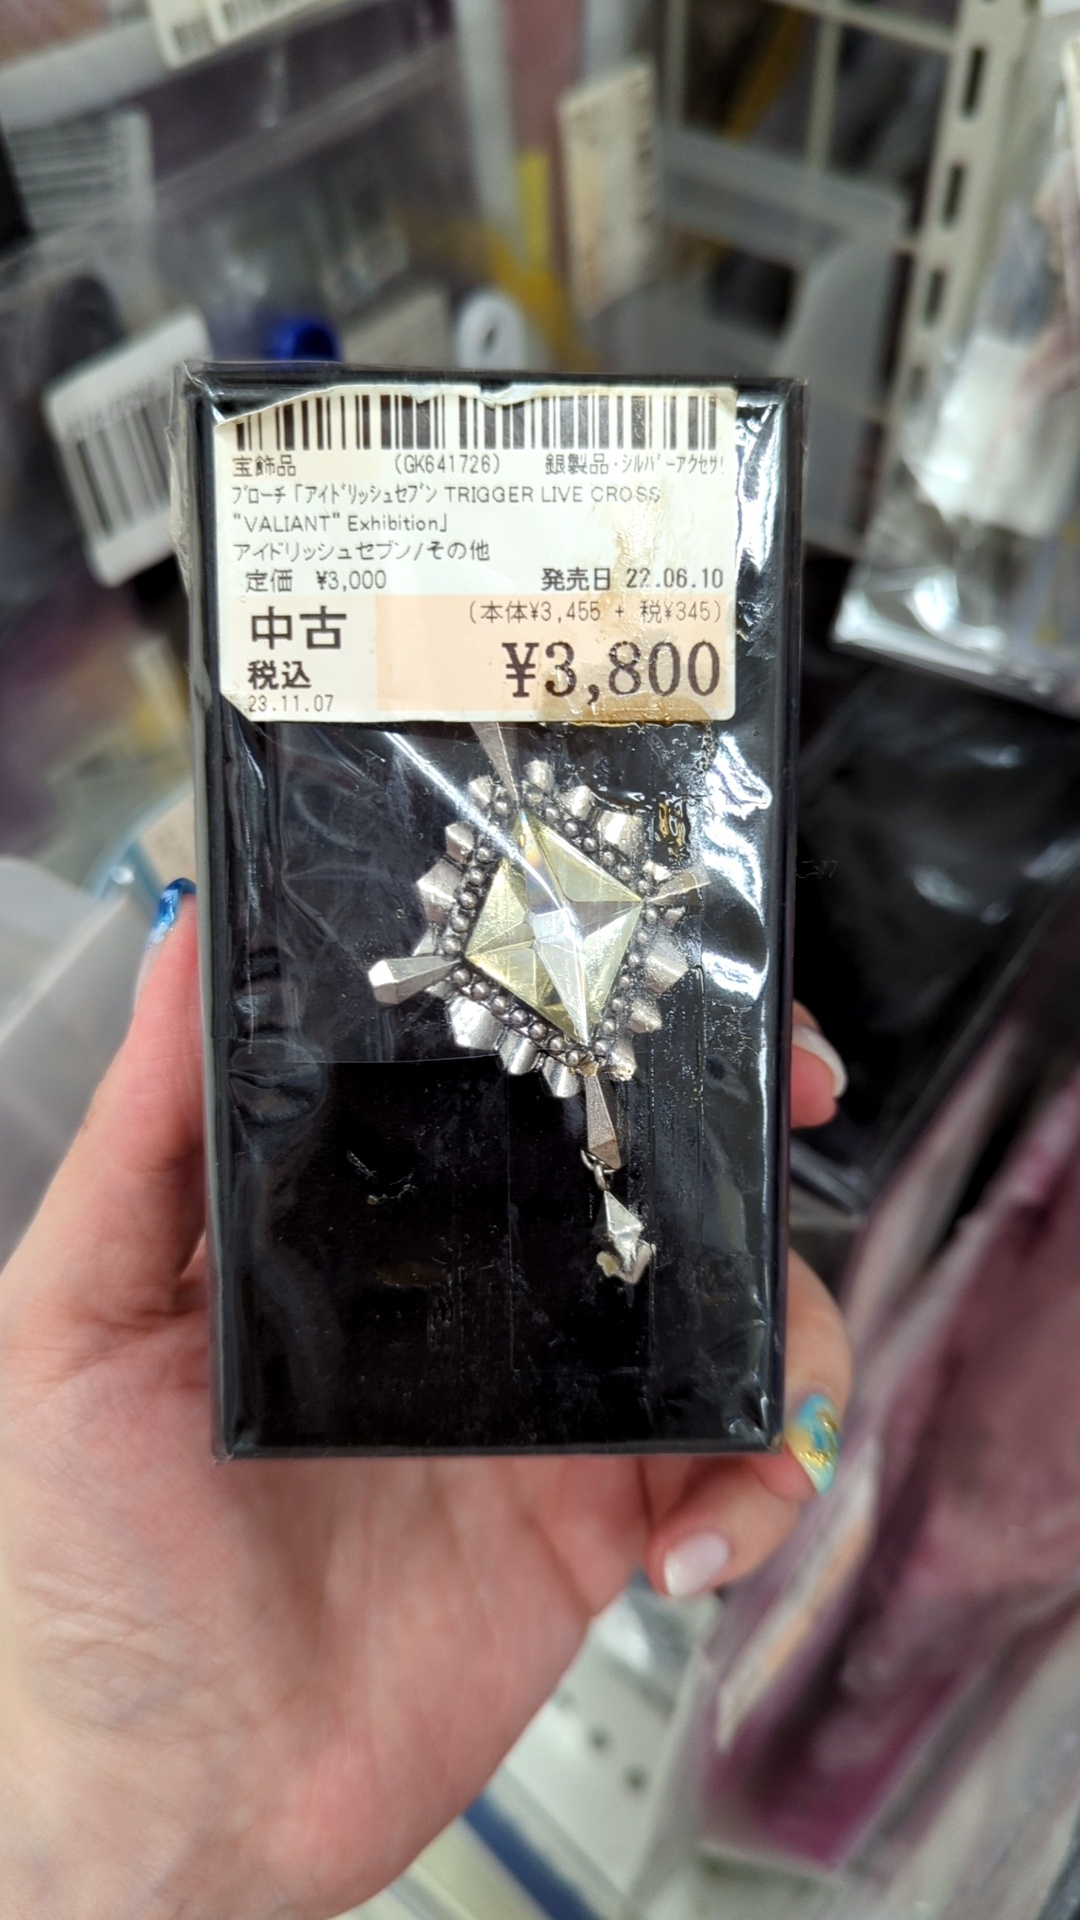 宝飾品 (GK641726) 銀製品・シルバーアクセサ
ブローチ「アイドリッシュセブン TRIGGER LIVE CROSS
"VALIANT" Exhibition」
アイドリッシュセブン/その他
定価 ¥3,000 発売日 22.06.10
(本体¥3,455 + 税¥345)
中古
税込 ¥3,800
23.11.07